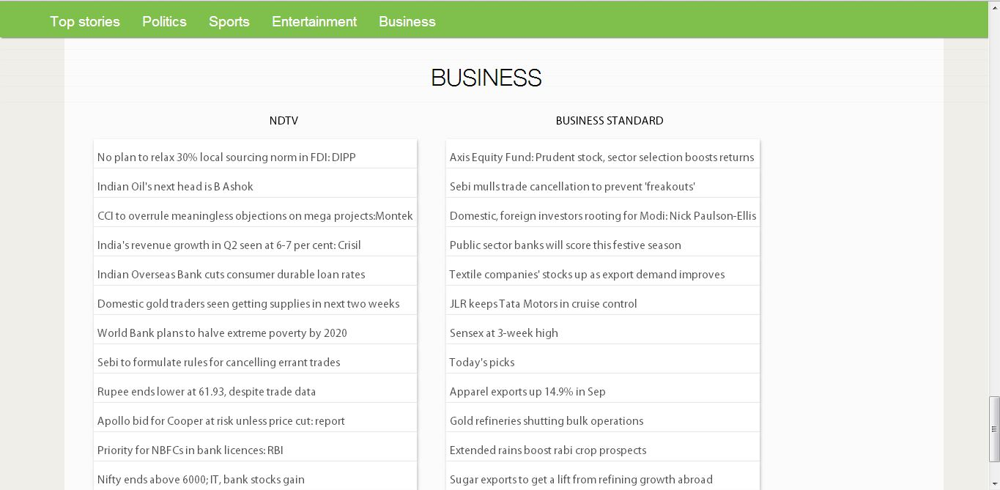 Top stories Politics Sports Entertainment Business
BUSINESS
NDTV
No plan to relax 30% local sourcing norm in FDI: DIPP
Indian Oil's next head is B Ashok
CCI to overrule meaningless objections on mega projects:Montek
India's revenue growth in Q2 seen at 6-7 per cent: Crisil
Indian Overseas Bank cuts consumer durable loan rates
Domestic gold traders seen getting supplies in next two weeks
World Bank plans to halve extreme poverty by 2020
Sebi to formulate rules for cancelling errant trades
Rupee ends lower at 61.93, despite trade data
Apollo bid for Cooper at risk unless price cut: report
Priority for NBFCs in bank licences: RBI
Nifty ends above 6000; IT, bank stocks gain
BUSINESS STANDARD
Axis Equity Fund: Prudent stock, sector selection boosts returns
Sebi mulls trade cancellation to prevent 'freakouts'
Domestic, foreign investors rooting for Modi: Nick Paulson-Ellis
Public sector banks will score this festive season
Textile companies' stocks up as export demand improves
JLR keeps Tata Motors in cruise control
Sensex at 3-week high
Today's picks
Apparel exports up 14.9% in Sep
Gold refineries shutting bulk operations
Extended rains boost rabi crop prospects
Sugar exports to get a lift from refining growth abroad